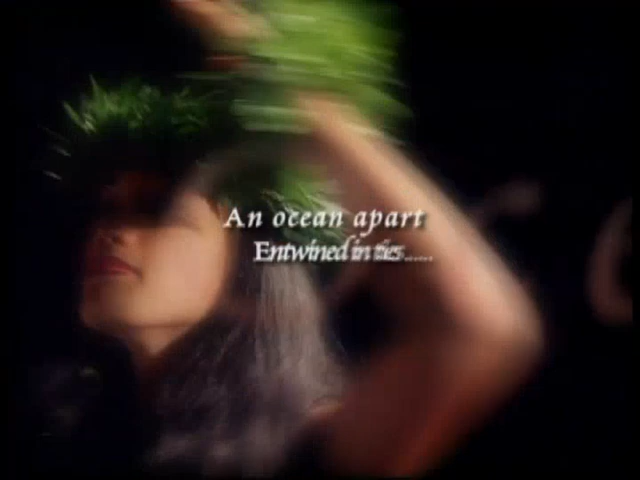 An ocean apart
Entwined in ties......